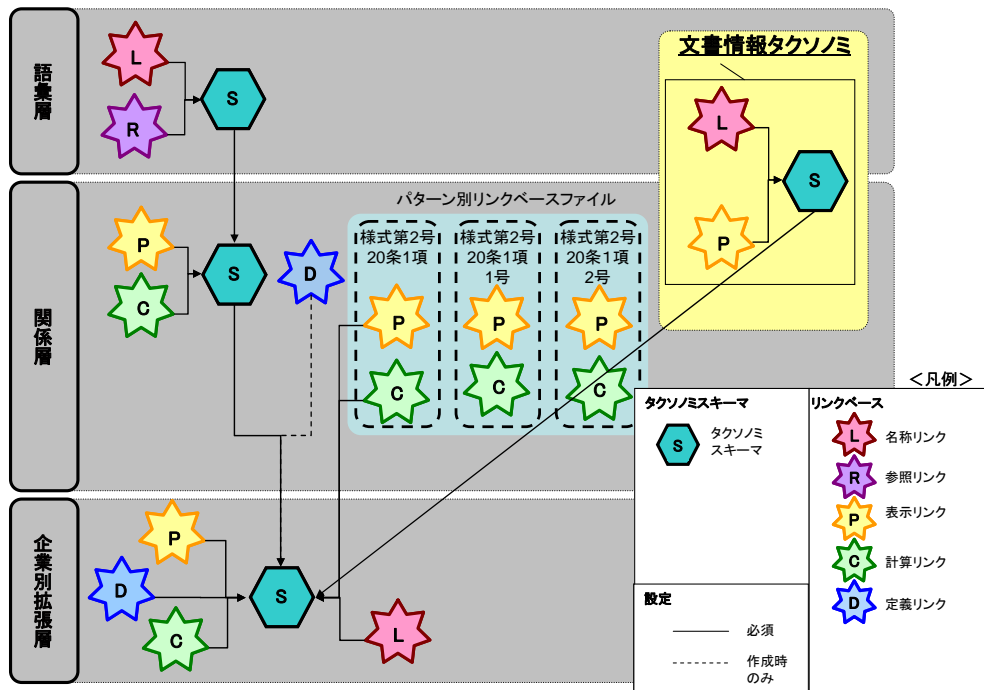 語彙層
L
R
S
文書情報タクソノミ
L
P
S
関係層
P
C
S
D
パターン別リンクベースファイル
様式第2号
20条1項
P
C
様式第2号
20条1項
1号
P
C
様式第2号
20条1項
2号
P
C
企業別拡張層
P
D
C
S
L
＜凡例＞
タクソノミスキーマ
S
タクソノミ
スキーマ
設定
必須
作成時
のみ
リンクベース
L
名称リンク
R
参照リンク
P
表示リンク
C
計算リンク
D
定義リンク